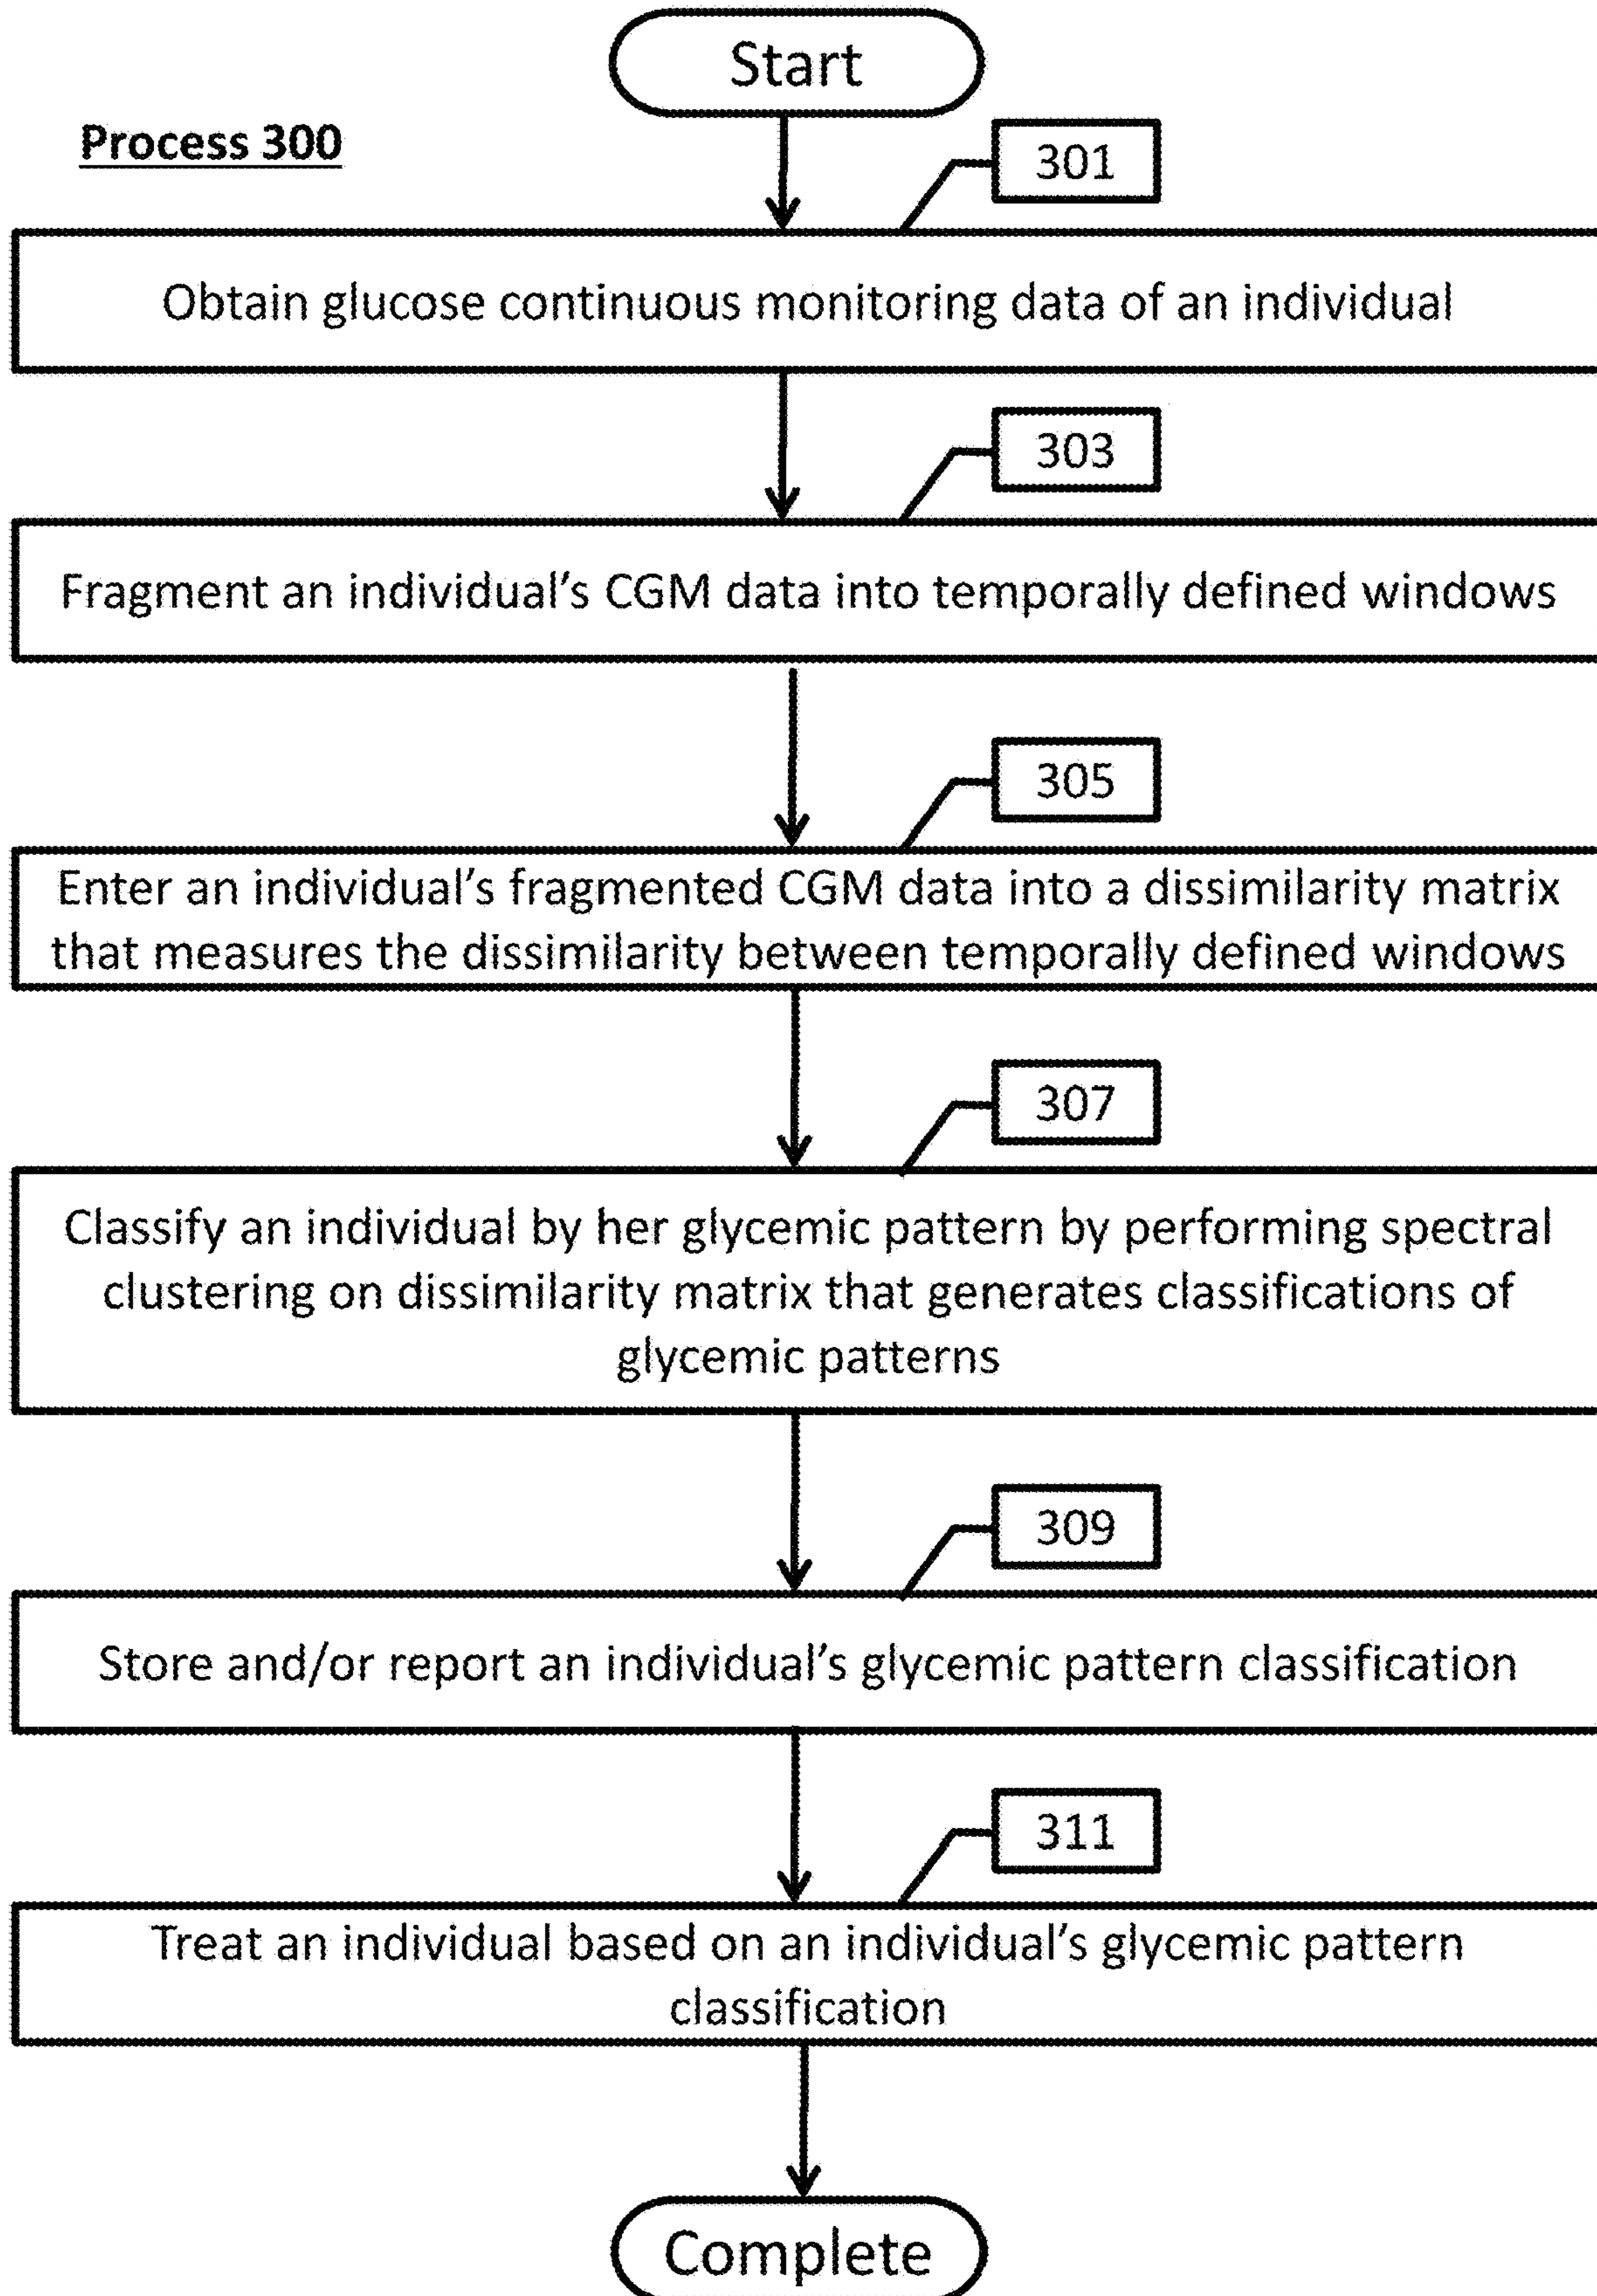 Start
Process 300
301
Obtain glucose continuous monitoring data of an individual
303
Fragment an individual's CGM data into temporally defined windows
305
Enter an individual's fragmented CGM data into a dissimilarity matrix
that measures the dissimilarity between temporally defined windows
307
Classify an individual by her glycemic pattern by performing spectral
clustering on dissimilarity matrix that generates classifications of
glycemic patterns
309
Store and/or report an individual's glycemic pattern classification
311
Treat an individual based on an individual's glycemic pattern
classification
Complete